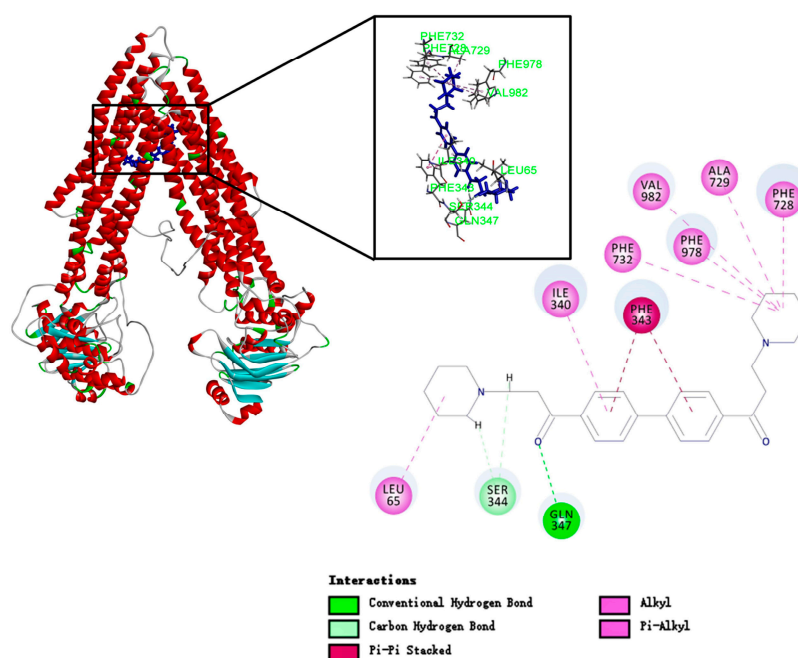 PHE732
PHE728
ALA729
PHE978
VAL982
LEU65
PHE343
SER344
GLN347
VAL
982
ALA
729
PHE
728
PHE
732
PHE
978
ILE
340
PHE
343
N
H
N
H
O
O
LEU
65
SER
344
GLN
347
Interactions
Conventional Hydrogen Bond
Carbon Hydrogen Bond
Pi-Pi Stacked
Alkyl
Pi-Alkyl